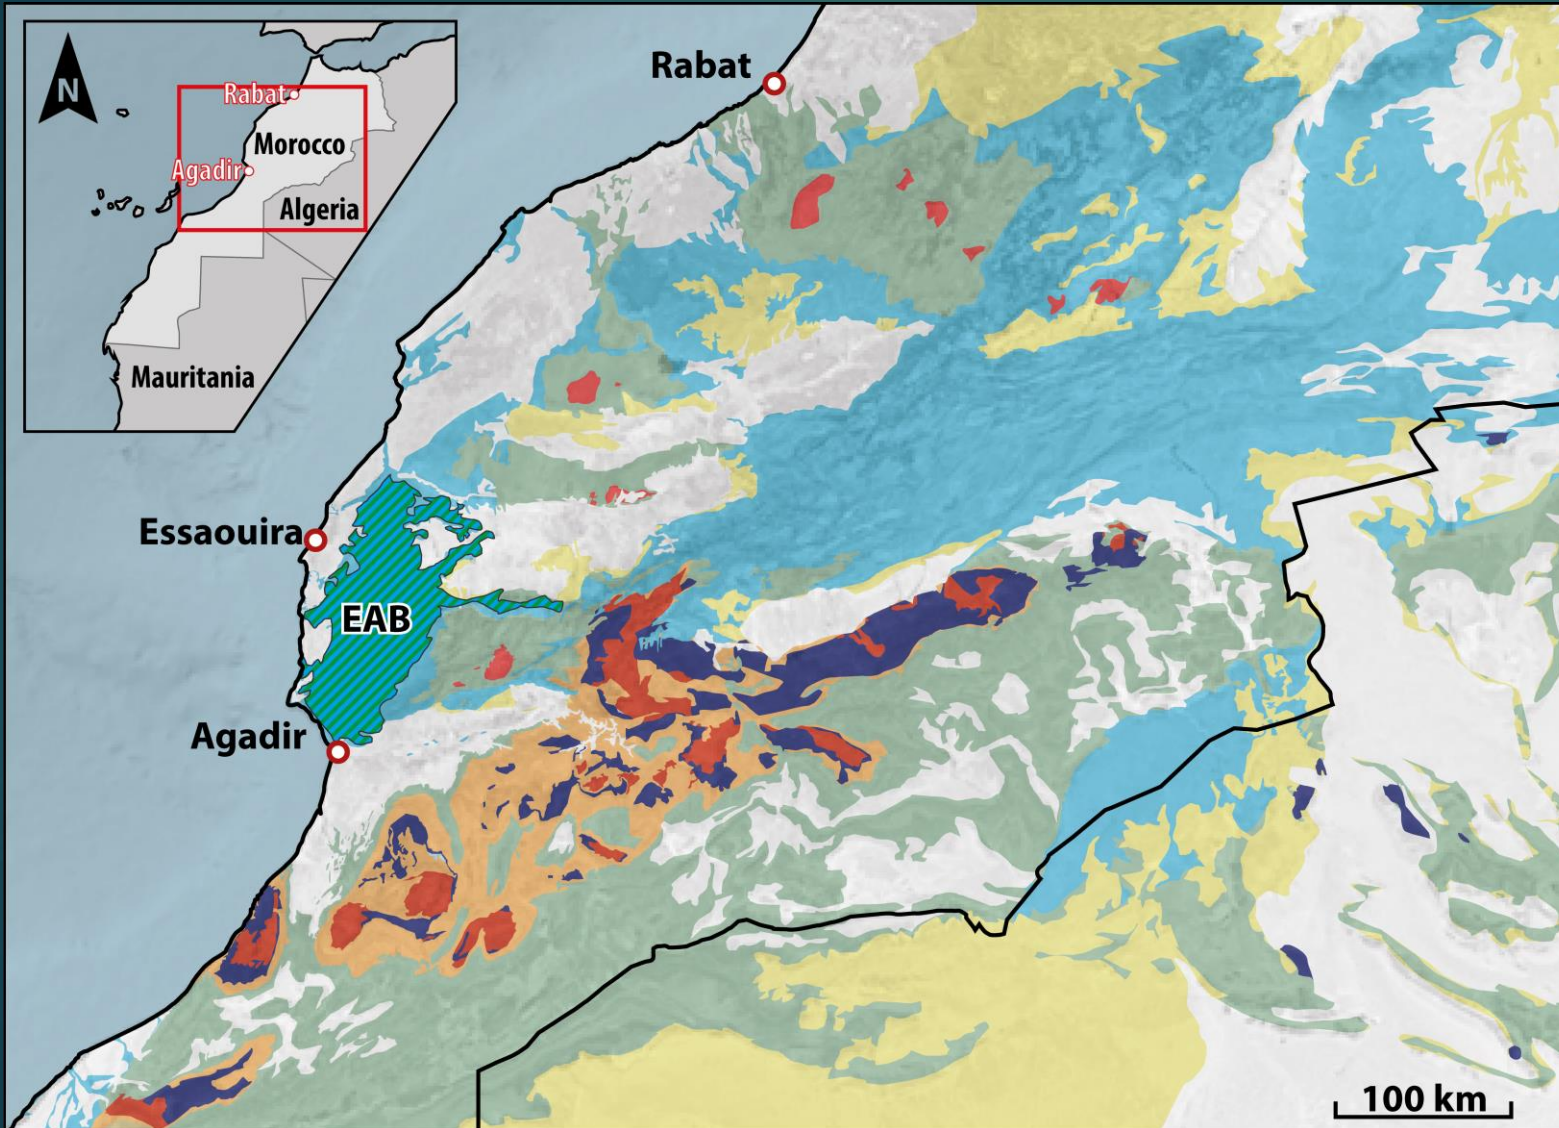 N
Rabat
Morocco
Agadir
Algeria
Mauritania
Rabat
Essaouira
EAB
Agadir
100 km